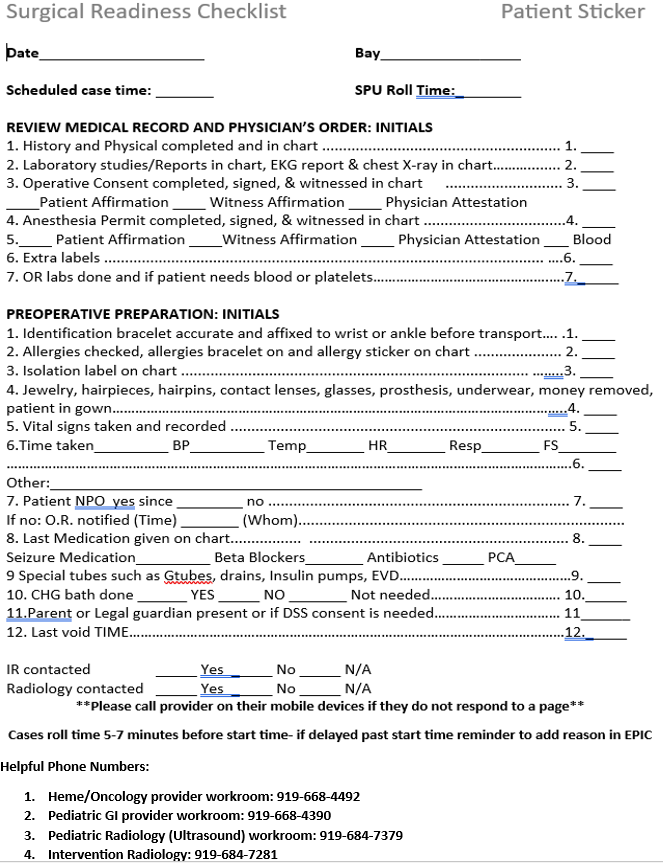 Surgical Readiness Checklist Patient Sticker
Date_____________________ Bay__________________
Scheduled case time: ________ SPU Roll Time:_________
REVIEW MEDICAL RECORD AND PHYSICIAN’S ORDER: INITIALS
1. History and Physical completed and in chart ............................................................ 1. ____
2. Laboratory studies/Reports in chart, EKG report & chest X-ray in chart................. 2. ____
3. Operative Consent completed, signed, & witnessed in chart .............................. 3. ____
____Patient Affirmation ____ Witness Affirmation ____ Physician Attestation
4. Anesthesia Permit completed, signed, & witnessed in chart ....................................4. ____
5.____ Patient Affirmation ____Witness Affirmation ____ Physician Attestation ___ Blood
6. Extra labels ............................................................................................................... ....6. ____
7. OR labs done and if patient needs blood or platelets.................................................7._____
PREOPERATIVE PREPARATION: INITIALS
1. Identification bracelet accurate and affixed to wrist or ankle before transport.... .1. ____
2. Allergies checked, allergies bracelet on and allergy sticker on chart ...................... 2. ____
3. Isolation label on chart ........................................................................................ ........3. ____
4. Jewelry, hairpieces, hairpins, contact lenses, glasses, prosthesis, underwear, money removed,
patient in gown....................................................................................................................4. ____
5. Vital signs taken and recorded ..................................................................................... 5. ____
6.Time taken_________ BP_________ Temp_______ HR_______ Resp_______ FS_______
..............................................................................................................................................6. ____
Other:_______________________________________________
7. Patient NPO yes since ________ no .............................................................................. 7. ____
If no: O.R. notified (Time) _______ (Whom)..................................................................................
8. Last Medication given on chart.................. ................................................................. 8. ____
Seizure Medication_________ Beta Blockers_______ Antibiotics _____ PCA_____
9 Special tubes such as Gtubes, drains, Insulin pumps, EVD...........................................9. ____
10. CHG bath done ______ YES ______ NO _______ Not needed................................. 10.____
11.Parent or Legal guardian present or if DSS consent is needed................................ 11______
12. Last void TIME.............................................................................................................12.____
IR contacted _____ Yes _____ No _____ N/A
Radiology contacted _____ Yes _____ No _____ N/A
**Please call provider on their mobile devices if they do not respond to a page**
Cases roll time 5-7 minutes before start time- if delayed past start time reminder to add reason in EPIC
Helpful Phone Numbers:
1. Heme/Oncology provider workroom: 919-668-4492
2. Pediatric GI provider workroom: 919-668-4390
3. Pediatric Radiology (Ultrasound) workroom: 919-684-7379
4. Intervention Radiology: 919-684-7281